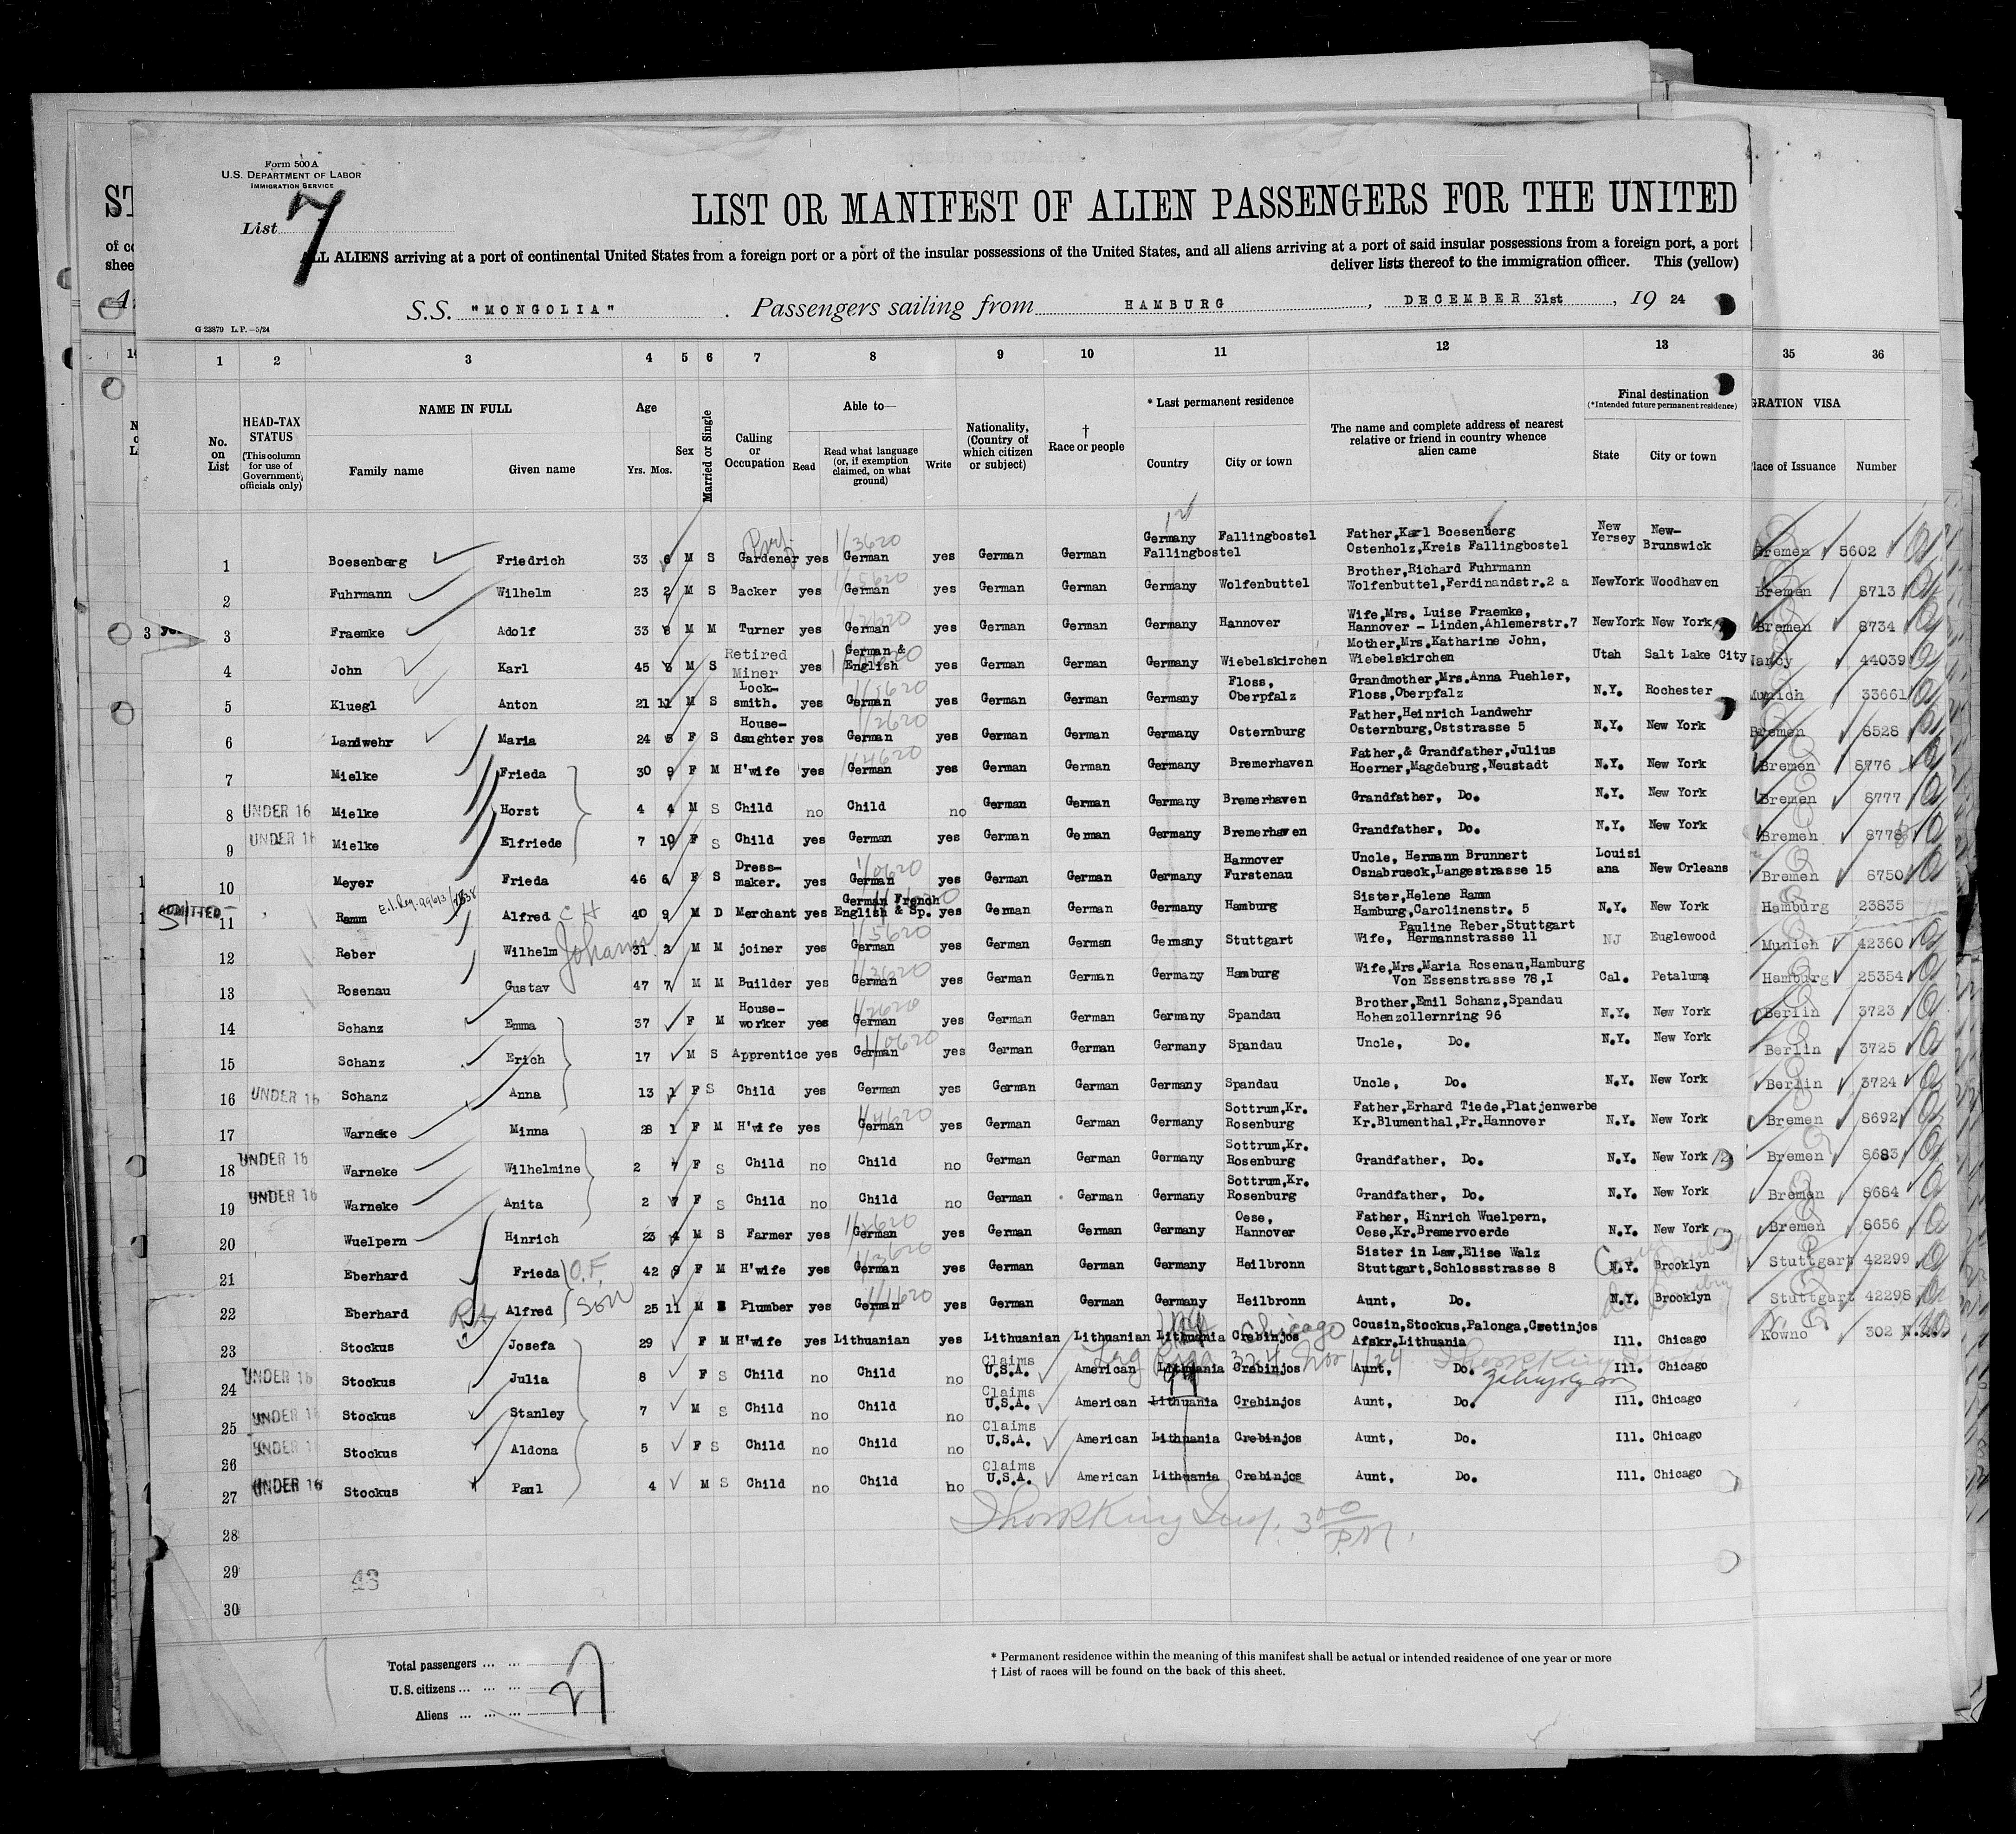 Form 500 A
U.S. DEPARTMENT OF LABOR
IMMIGRATION SERVICE
List 7
LIST OR MANIFEST OF ALIEN PASSENGERS FOR THE UNITED
ALL ALIENS arriving at a port of continental United States from a foreign port or a port of the insular possessions of the United States, and all aliens arriving at a port of said insular possessions from a foreign port, a port
deliver lists thereof to the immigration officer. This (yellow)
S.S. "MONGOLIA" . Passengers sailing from HAMBURG , DECEMBER 31st , 19 24
G 23879 L.P.—5/24
1 2 3 4 5 6 7 8 9 10 11 12 13 35 36
No. on List
HEAD-TAX STATUS (This column for use of Government officials only)
NAME IN FULL Family name Given name
Age Yrs. Mos.
Sex
Married or Single
Calling or Occupation
Able to— Read Read what language (or, if exemption claimed, on what ground) Write
Nationality, (Country of which citizen or subject)
† Race or people
* Last permanent residence Country City or town
The name and complete address of nearest relative or friend in country whence alien came
Final destination (*Intended future permanent residence) State City or town
GRATION VISA
Place of Issuance Number
1 Boesenberg Friedrich 33 6 M S Gardener yes German yes German German Germany Fallingbostel Fallingbostel Father,Karl Boesenberg Ostenholz,Kreis Fallingbostel New Yersey New-Brunswick Bremen 5602
2 Fuhrmann Wilhelm 23 2 M S Backer yes German yes German German Germany Wolfenbuttel Brother,Richard Fuhrmann Wolfenbuttel,Ferdinandstr.2 a NewYork Woodhaven Bremen 8713
3 Fraemke Adolf 33 8 M M Turner yes German yes German German Germany Hannover Wife,Mrs. Luise Fraemke, Hannover - Linden,Ahlemerstr.7 NewYork New York Bremen 8734
4 John Karl 45 M S Retired Miner yes German & English yes German German Germany Wiebelskirchen Mother,Mrs.Katharine John, Wiebelskirchen Utah Salt Lake City Nancy 44039
5 Kluegl Anton 21 11 M S Lock-smith. yes German yes German German Germany Floss, Oberpfalz Grandmother,Mrs.Anna Puehler, Floss,Oberpfalz N.Y. Rochester Munich 33661
6 Landwehr Maria 24 5 F S House-daughter yes German yes German German Germany Osternburg Father,Heinrich Landwehr Osternburg,Oststrasse 5 N.Y. New York Bremen 8528
7 Mielke Frieda 30 9 F M H'wife yes German yes German German Germany Bremerhaven Father,& Grandfather,Julius Hoerner,Magdeburg,Neustadt N.Y. New York Bremen 8776
8 UNDER 16 Mielke Horst 4 4 M S Child no Child no German German Germany Bremerhaven Grandfather, Do. N.Y. New York Bremen 8777
9 UNDER 16 Mielke Elfriede 7 10 F S Child yes German yes German German Germany Bremerhaven Grandfather, Do. N.Y. New York Bremen 8778
10 Meyer Frieda 46 6 F S Dress-maker. yes German yes German German Germany Hannover Furstenau Uncle, Hermann Brunnert Osnabrueck,Langestrasse 15 Louisiana New Orleans Bremen 8750
ADMITTED 11 Ramm Alfred 40 9 M D Merchant yes German French English & Sp. yes German German Germany Hamburg Sister,Helene Ramm Hamburg,Carolinenstr. 5 N.Y. New York Hamburg 23835
12 Reber Wilhelm Johann 31 2 M M joiner yes German yes German German Germany Stuttgart Wife, Pauline Reber,Stuttgart Hermannstrasse 11 NJ Euglewood Munich 42360
13 Rosenau Gustav 47 7 M M Builder yes German yes German German Germany Hamburg Wife,Mrs.Maria Rosenau,Hamburg Von Essenstrasse 78,I Cal. Petaluma Hamburg 25354
14 Schanz Emma 37 F M House-worker yes German yes German German Germany Spandau Brother,Emil Schanz,Spandau Hohenzollernring 96 N.Y. New York Berlin 3723
15 Schanz Erich 17 M S Apprentice yes German yes German German Germany Spandau Uncle, Do. N.Y. New York Berlin 3725
16 UNDER 16 Schanz Anna 13 1 F S Child yes German yes German German Germany Spandau Uncle, Do. N.Y. New York Berlin 3724
17 Warneke Minna 28 1 F M H'wife yes German yes German German Germany Sottrum,Kr. Rosenburg Father,Erhard Tiede,Platjenwerbe Kr.Blumenthal,Pr.Hannover N.Y. New York Bremen 8692
18 UNDER 16 Warneke Wilhelmine 2 7 F S Child no Child no German German Germany Sottrum,Kr. Rosenburg Grandfather, Do. N.Y. New York Bremen 8683
19 UNDER 16 Warneke Anita 2 7 F S Child no Child no German German Germany Sottrum,Kr. Rosenburg Grandfather, Do. N.Y. New York Bremen 8684
20 Wuelpern Hinrich 23 4 M S Farmer yes German yes German German Germany Oese, Hannover Father, Hinrich Wuelpern, Oese,Kr.Bremervoerde N.Y. New York Bremen 8656
21 Eberhard Frieda 42 9 F M H'wife yes German yes German German Germany Heilbronn Sister in Law,Elise Walz Stuttgart,Schlossstrasse 8 N.Y. Brooklyn Stuttgart 42299
22 Eberhard Alfred Son 25 11 M Plumber yes German yes German German Germany Heilbronn Aunt, Do. N.Y. Brooklyn Stuttgart 42298
23 Stockus Josefa 29 F M H'wife yes Lithuanian yes Lithuanian Lithuanian Lithuania Crebinjos Chicago Cousin,Stockus,Palonga,Cretinjos Afskr.Lithuania Ill. Chicago Kowno 302
24 UNDER 16 Stockus Julia 8 F S Child no Child no Claims U.S.A. American Lithuania Crebinjos Aunt, Do. Ill. Chicago
25 UNDER 16 Stockus Stanley 7 M S Child no Child no Claims U.S.A. American Lithuania Crebinjos Aunt, Do. Ill. Chicago
26 UNDER 1 Stockus Aldona 5 F S Child no Child no Claims U.S.A. American Lithuania Crebinjos Aunt, Do. Ill. Chicago
27 UNDER 16 Stockus Paul 4 M S Child no Child no Claims U.S.A. American Lithuania Crebinjos Aunt, Do. Ill. Chicago
28
29
30
48
Total passengers ... ...
U.S. citizens ... ... ...
Aliens ... ... ...
27
* Permanent residence within the meaning of this manifest shall be actual or intended residence of one year or more
† List of races will be found on the back of this sheet.